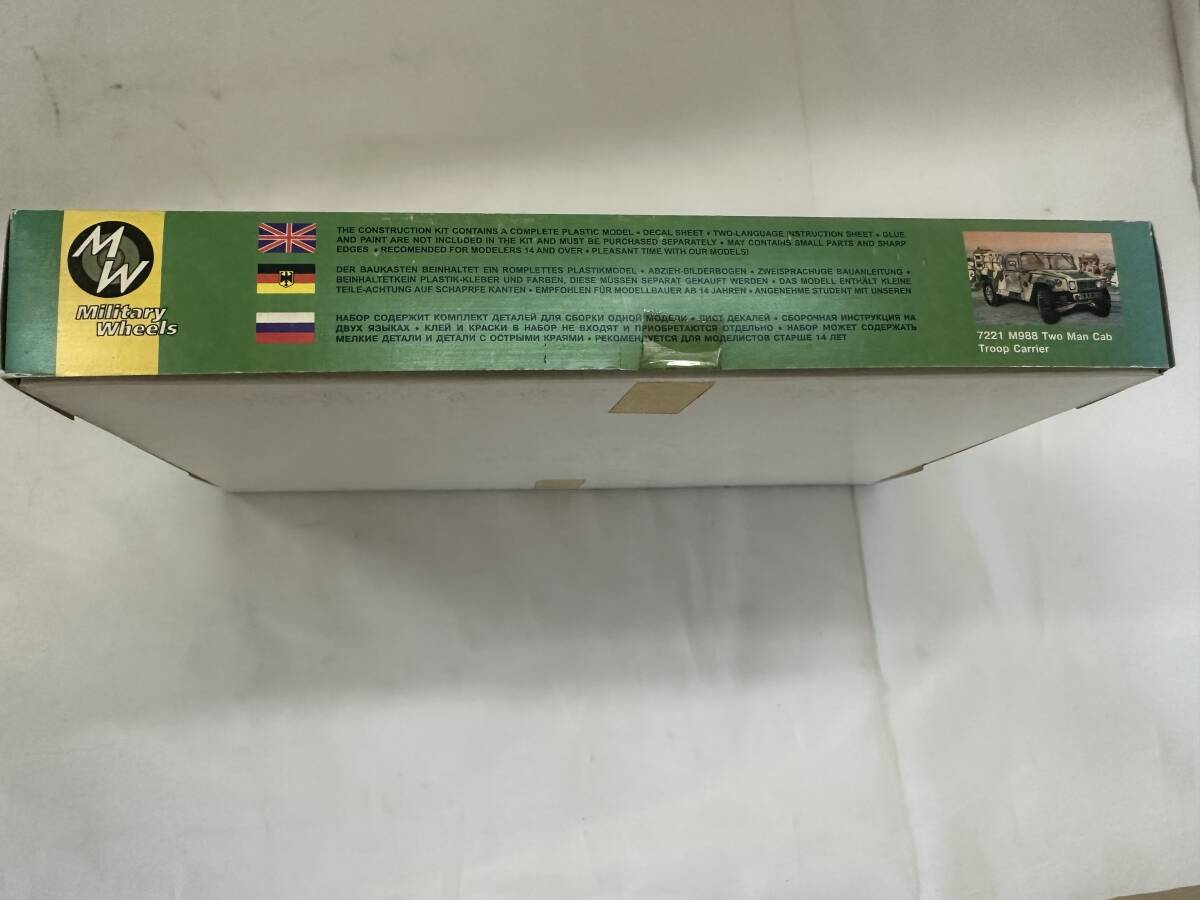 MW
Military
Wheels
THE CONSTRUCTION KIT CONTAINS A COMPLETE PLASTIC MODEL • DECAL SHEET • TWO-LANGUAGE INSTRUCTION SHEET • GLUE
AND PAINT ARE NOT INCLUDED IN THE KIT AND MUST BE PURCHASED SEPARATELY • MAY CONTAINS SMALL PARTS AND SHARP
EDGES • RECOMENDED FOR MODELERS 14 AND OVER • PLEASANT TIME WITH OUR MODELS!
DER BAUKASTEN BEINHALTET EIN ROMPLETTES PLASTIKMODEL • ABZIEH-BILDERBOGEN • ZWEISPRACHUGE BAUANLEITUNG •
BEINHALTETKEIN PLASTIK-KLEBER UND FARBEN, DIESE MÜSSEN SEPARAT GEKAUFT WERDEN • DAS MODELL ENTHÄLT KLEINE
TEILE-ACHTUNG AUF SCHAPRFE KANTEN • EMPFOHLEN FÜR MODELLBAUER AB 14 JAHREN • ANGENEHME STUDENT MIT UNSEREN
НАБОР СОДЕРЖИТ КОМПЛЕКТ ДЕТАЛЕЙ ДЛЯ СБОРКИ ОДНОЙ МОДЕЛИ • ЛИСТ ДЕКАЛЕЙ • СБОРОЧНАЯ ИНСТРУКЦИЯ НА
ДВУХ ЯЗЫКАХ • КЛЕЙ И КРАСКИ В НАБОР НЕ ВХОДЯТ И ПРИОБРЕТАЮТСЯ ОТДЕЛЬНО • НАБОР МОЖЕТ СОДЕРЖАТЬ
МЕЛКИЕ ДЕТАЛИ И ДЕТАЛИ С ОСТРЫМИ КРАЯМИ • РЕКОМЕНДУЕТСЯ ДЛЯ МОДЕЛИСТОВ СТАРШЕ 14 ЛЕТ
7221 M988 Two Man Cab
Troop Carrier